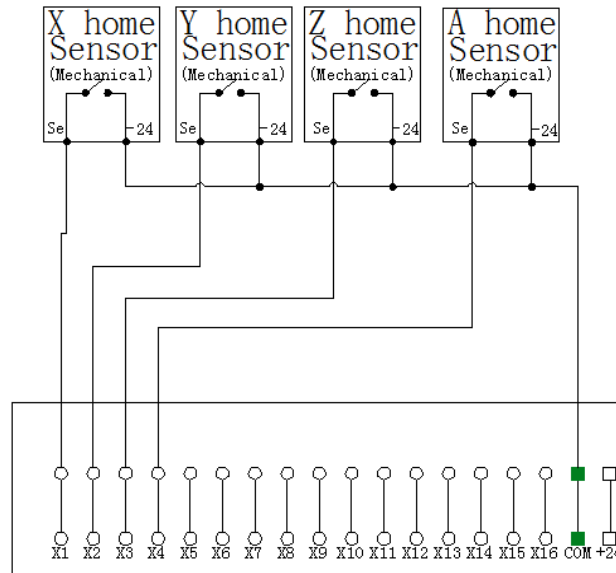 X home Sensor (Mechanical)
Se -24
Y home Sensor (Mechanical)
Se -24
Z home Sensor (Mechanical)
Se -24
A home Sensor (Mechanical)
Se -24
X1 X2 X3 X4 X5 X6 X7 X8 X9 X10 X11 X12 X13 X14 X15 X16 COM +24